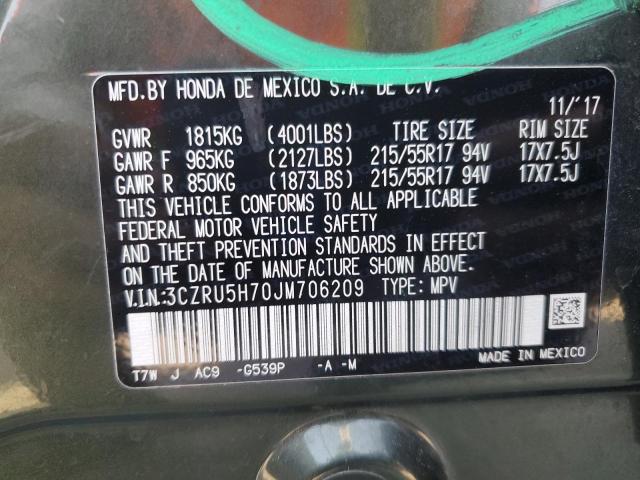 MFD.BY HONDA DE MEXICO S.A. DE C.V.
11/'17
GVWR 1815KG (4001LBS) TIRE SIZE RIM SIZE
GAWR F 965KG (2127LBS) 215/55R17 94V 17X7.5J
GAWR R 850KG (1873LBS) 215/55R17 94V 17X7.5J
THIS VEHICLE CONFORMS TO ALL APPLICABLE
FEDERAL MOTOR VEHICLE SAFETY
AND THEFT PREVENTION STANDARDS IN EFFECT
ON THE DATE OF MANUFACTURE SHOWN ABOVE.
V.I.N.:3CZRU5H70JM706209 TYPE: MPV
T7W J AC9 -G539P -A -M MADE IN MEXICO